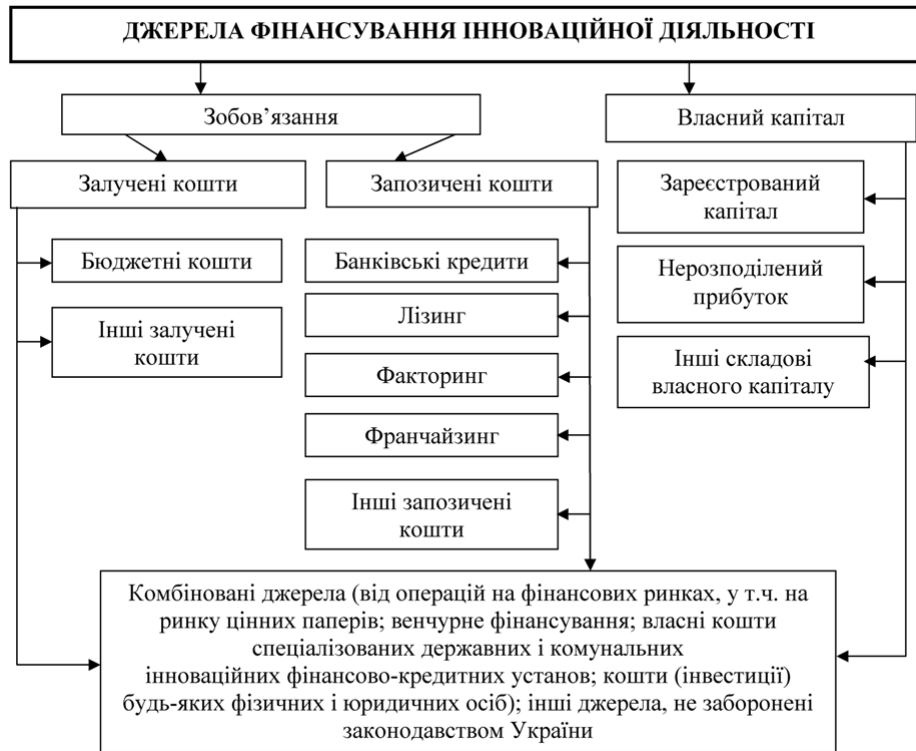 ДЖЕРЕЛА ФІНАНСУВАННЯ ІННОВАЦІЙНОЇ ДІЯЛЬНОСТІ
Зобов’язання
Власний капітал
Залучені кошти
Запозичені кошти
Зареєстрований
капітал
Бюджетні кошти
Банківські кредити
Нерозподілений
прибуток
Інші залучені
кошти
Лізинг
Факторинг
Інші складові
власного капіталу
Франчайзинг
Інші запозичені
кошти
Комбіновані джерела (від операцій на фінансових ринках, у т.ч. на
ринку цінних паперів; венчурне фінансування; власні кошти
спеціалізованих державних і комунальних
інноваційних фінансово-кредитних установ; кошти (інвестиції)
будь-яких фізичних і юридичних осіб); інші джерела, не заборонені
законодавством України